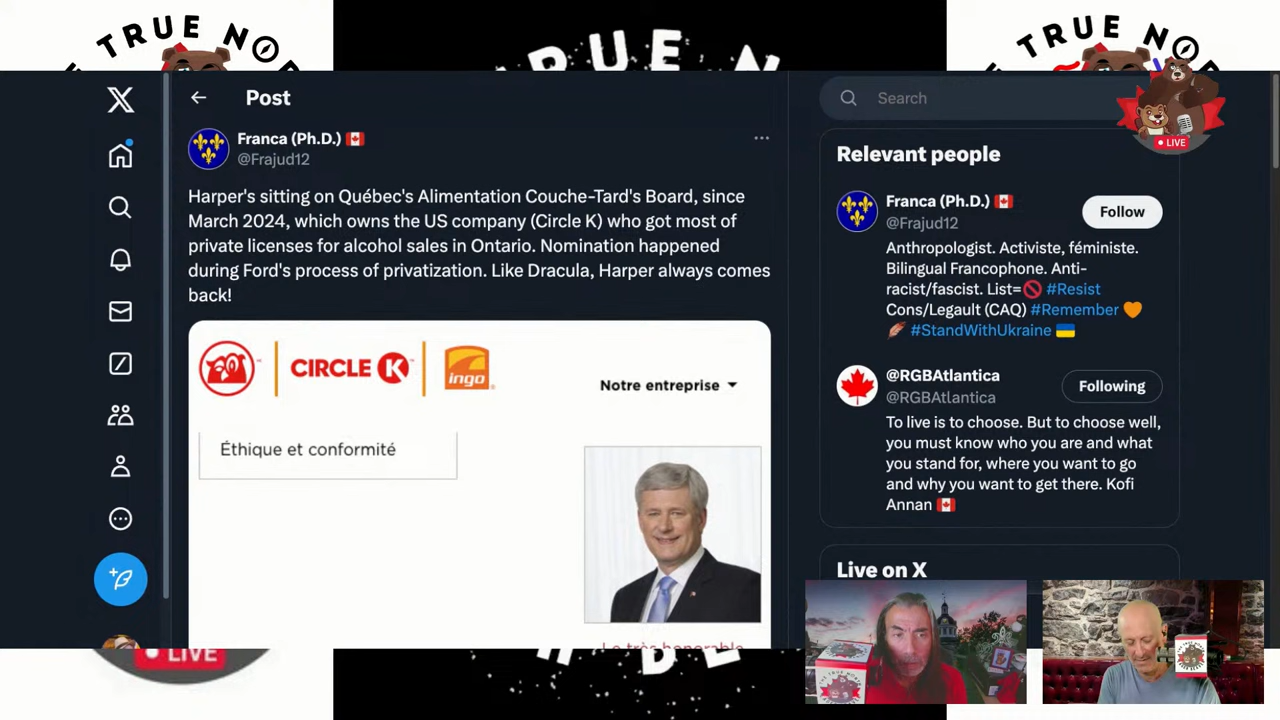 TRUE NO
TRUE N
TRUE NO
Post
Search
LIVE
Franca (Ph.D.) 🇨🇦
@Frajud12
Harper's sitting on Québec's Alimentation Couche-Tard's Board, since
March 2024, which owns the US company (Circle K) who got most of
private licenses for alcohol sales in Ontario. Nomination happened
during Ford's process of privatization. Like Dracula, Harper always comes
back!
CIRCLE K
ingo
Notre entreprise
Éthique et conformité
Le très honorable
Relevant people
Franca (Ph.D.) 🇨🇦
@Frajud12
Follow
Anthropologist. Activiste, féministe.
Bilingual Francophone. Anti-
racist/fascist. List=🚫 #Resist
Cons/Legault (CAQ) #Remember 🧡
🪶 #StandWithUkraine 🇺🇦
@RGBAtlantica
@RGBAtlantica
Following
To live is to choose. But to choose well,
you must know who you are and what
you stand for, where you want to go
and why you want to get there. Kofi
Annan 🇨🇦
Live on X
LIVE